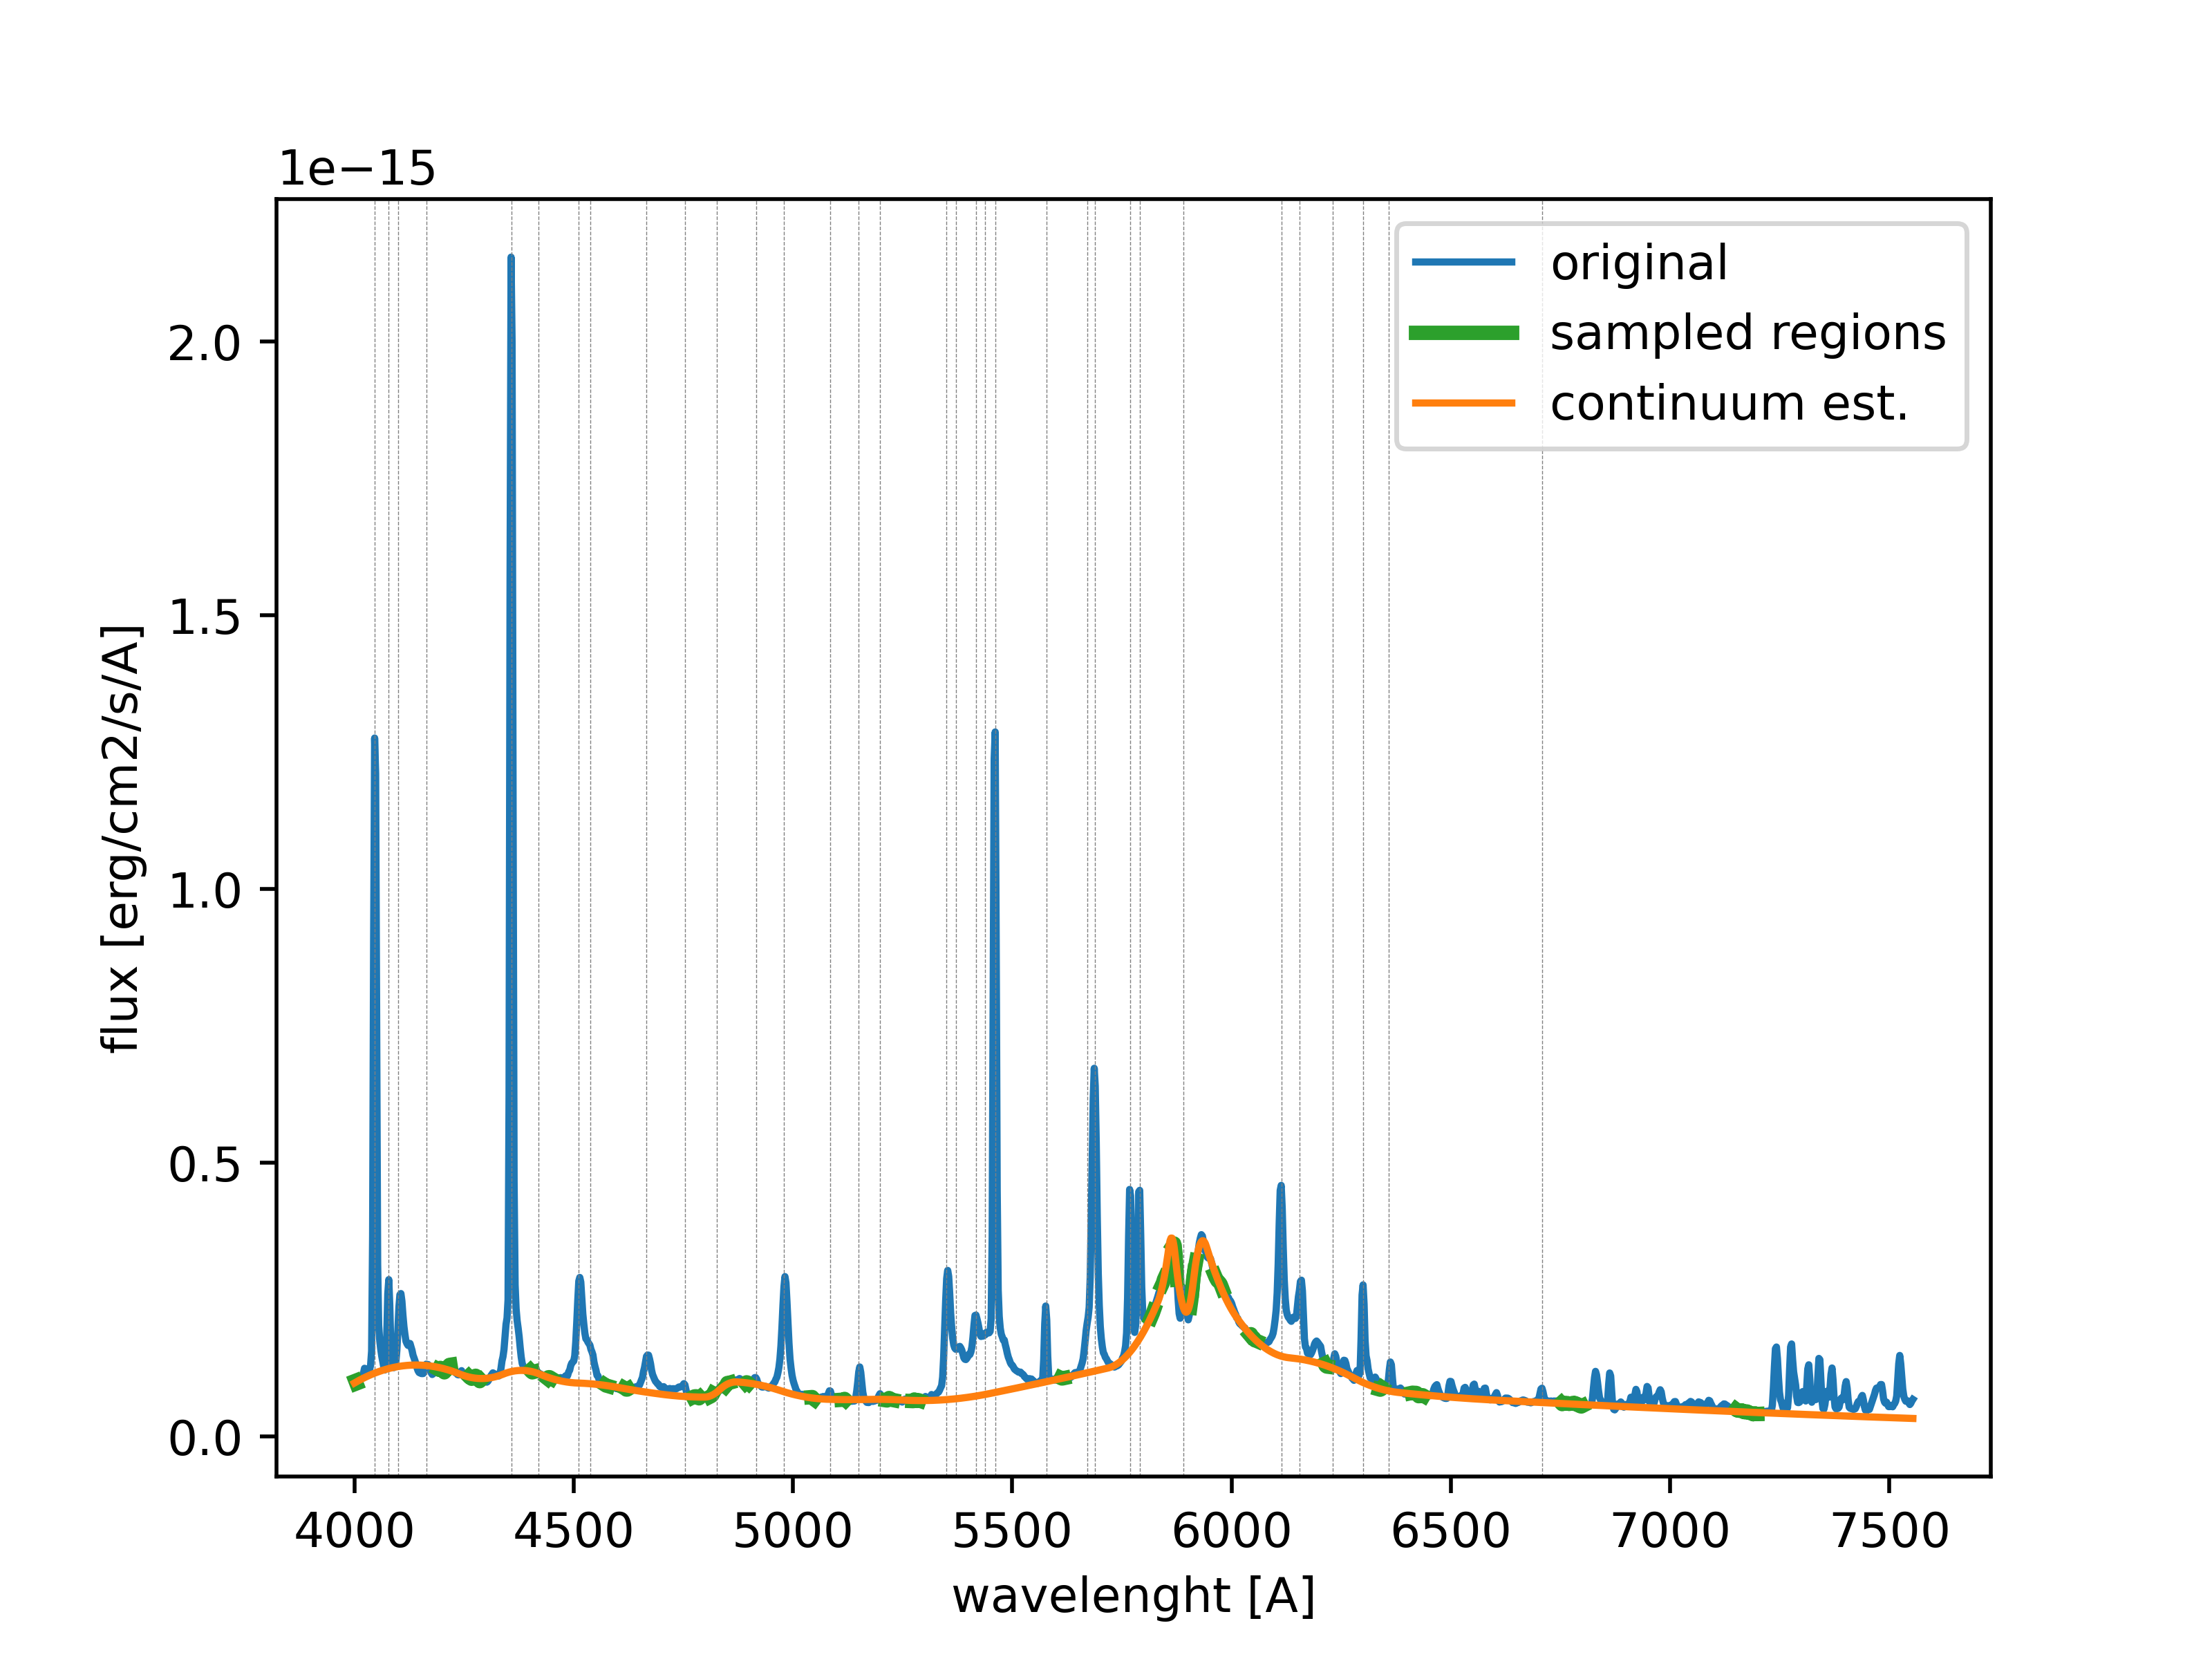 1e−15
flux [erg/cm2/s/A]
2.0
1.5
1.0
0.5
0.0
original
sampled regions
continuum est.
4000 4500 5000 5500 6000 6500 7000 7500
wavelenght [A]